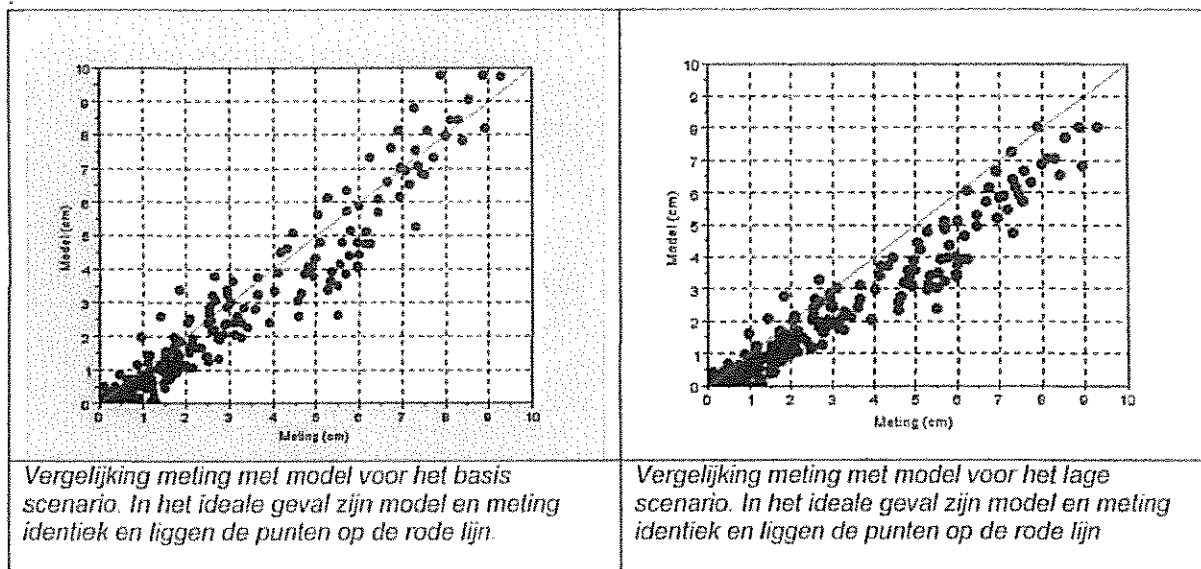 10
9
8
7
6
5
4
3
2
1
0
Model (cm)
0 1 2 3 4 5 6 7 8 9 10
Meting (cm)
10
9
8
7
6
5
4
3
2
1
0
Model (cm)
0 1 2 3 4 5 6 7 8 9 10
Meting (cm)
Vergelijking meting met model voor het basis
scenario. In het ideale geval zijn model en meting
identiek en liggen de punten op de rode lijn.
Vergelijking meting met model voor het lage
scenario. In het ideale geval zijn model en meting
identiek en liggen de punten op de rode lijn